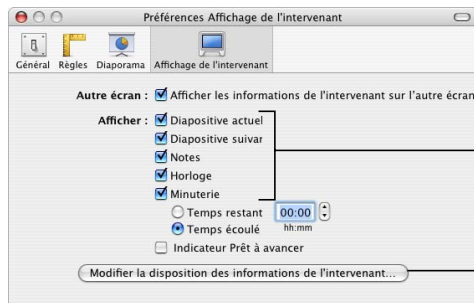 Préférences Affichage de l'intervenant
Général Règles Diaporama Affichage de l'intervenant
Autre écran : Afficher les informations de l'intervenant sur l'autre écran
Afficher : Diapositive actuel
Diapositive suivar
Notes
Horloge
Minuterie
Temps restant 00:00
Temps écoulé hh:mm
Indicateur Prêt à avancer
Modifier la disposition des informations de l'intervenant...